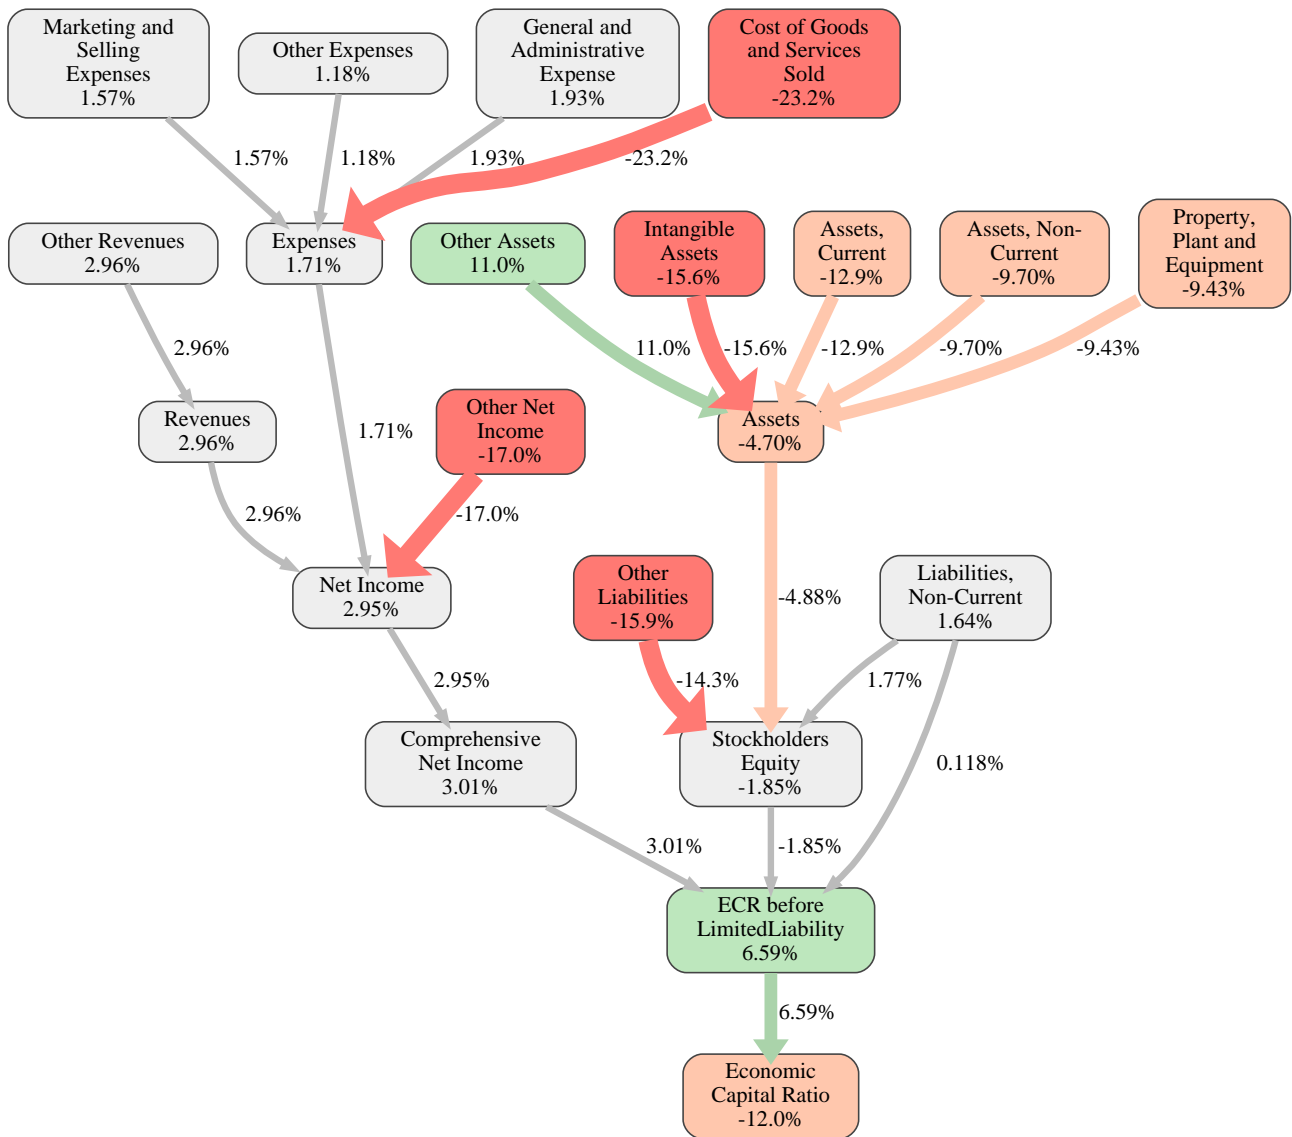 Marketing and
Selling
Expenses
1.57%
Other Expenses
1.18%
General and
Administrative
Expense
1.93%
Cost of Goods
and Services
Sold
-23.2%
1.57%
1.18%
1.93%
-23.2%
Other Revenues
2.96%
Expenses
1.71%
Other Assets
11.0%
Intangible
Assets
-15.6%
Assets,
Current
-12.9%
Assets, Non-
Current
-9.70%
Property,
Plant and
Equipment
-9.43%
2.96%
11.0%
-15.6%
-12.9%
-9.70%
-9.43%
Revenues
2.96%
1.71%
Other Net
Income
-17.0%
Assets
-4.70%
2.96%
-17.0%
Net Income
2.95%
Other
Liabilities
-15.9%
-4.88%
Liabilities,
Non-Current
1.64%
2.95%
-14.3%
1.77%
Comprehensive
Net Income
3.01%
Stockholders
Equity
-1.85%
0.118%
3.01%
-1.85%
ECR before
LimitedLiability
6.59%
6.59%
Economic
Capital Ratio
-12.0%